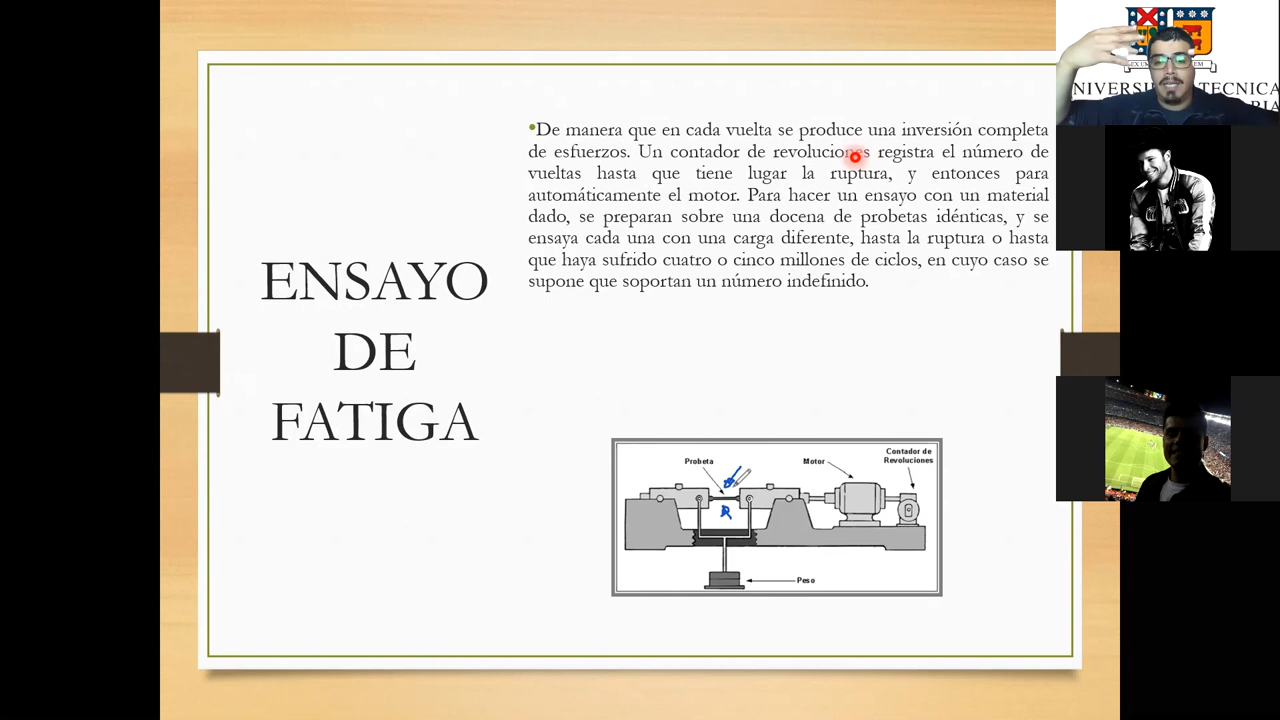 •De manera que en cada vuelta se produce una inversión completa
de esfuerzos. Un contador de revoluciones registra el número de
vueltas hasta que tiene lugar la ruptura, y entonces para
automáticamente el motor. Para hacer un ensayo con un material
dado, se preparan sobre una docena de probetas idénticas, y se
ensaya cada una con una carga diferente, hasta la ruptura o hasta
que haya sufrido cuatro o cinco millones de ciclos, en cuyo caso se
supone que soportan un número indefinido.
ENSAYO
DE
FATIGA
Probeta
Motor
Contador de
Revoluciones
Peso